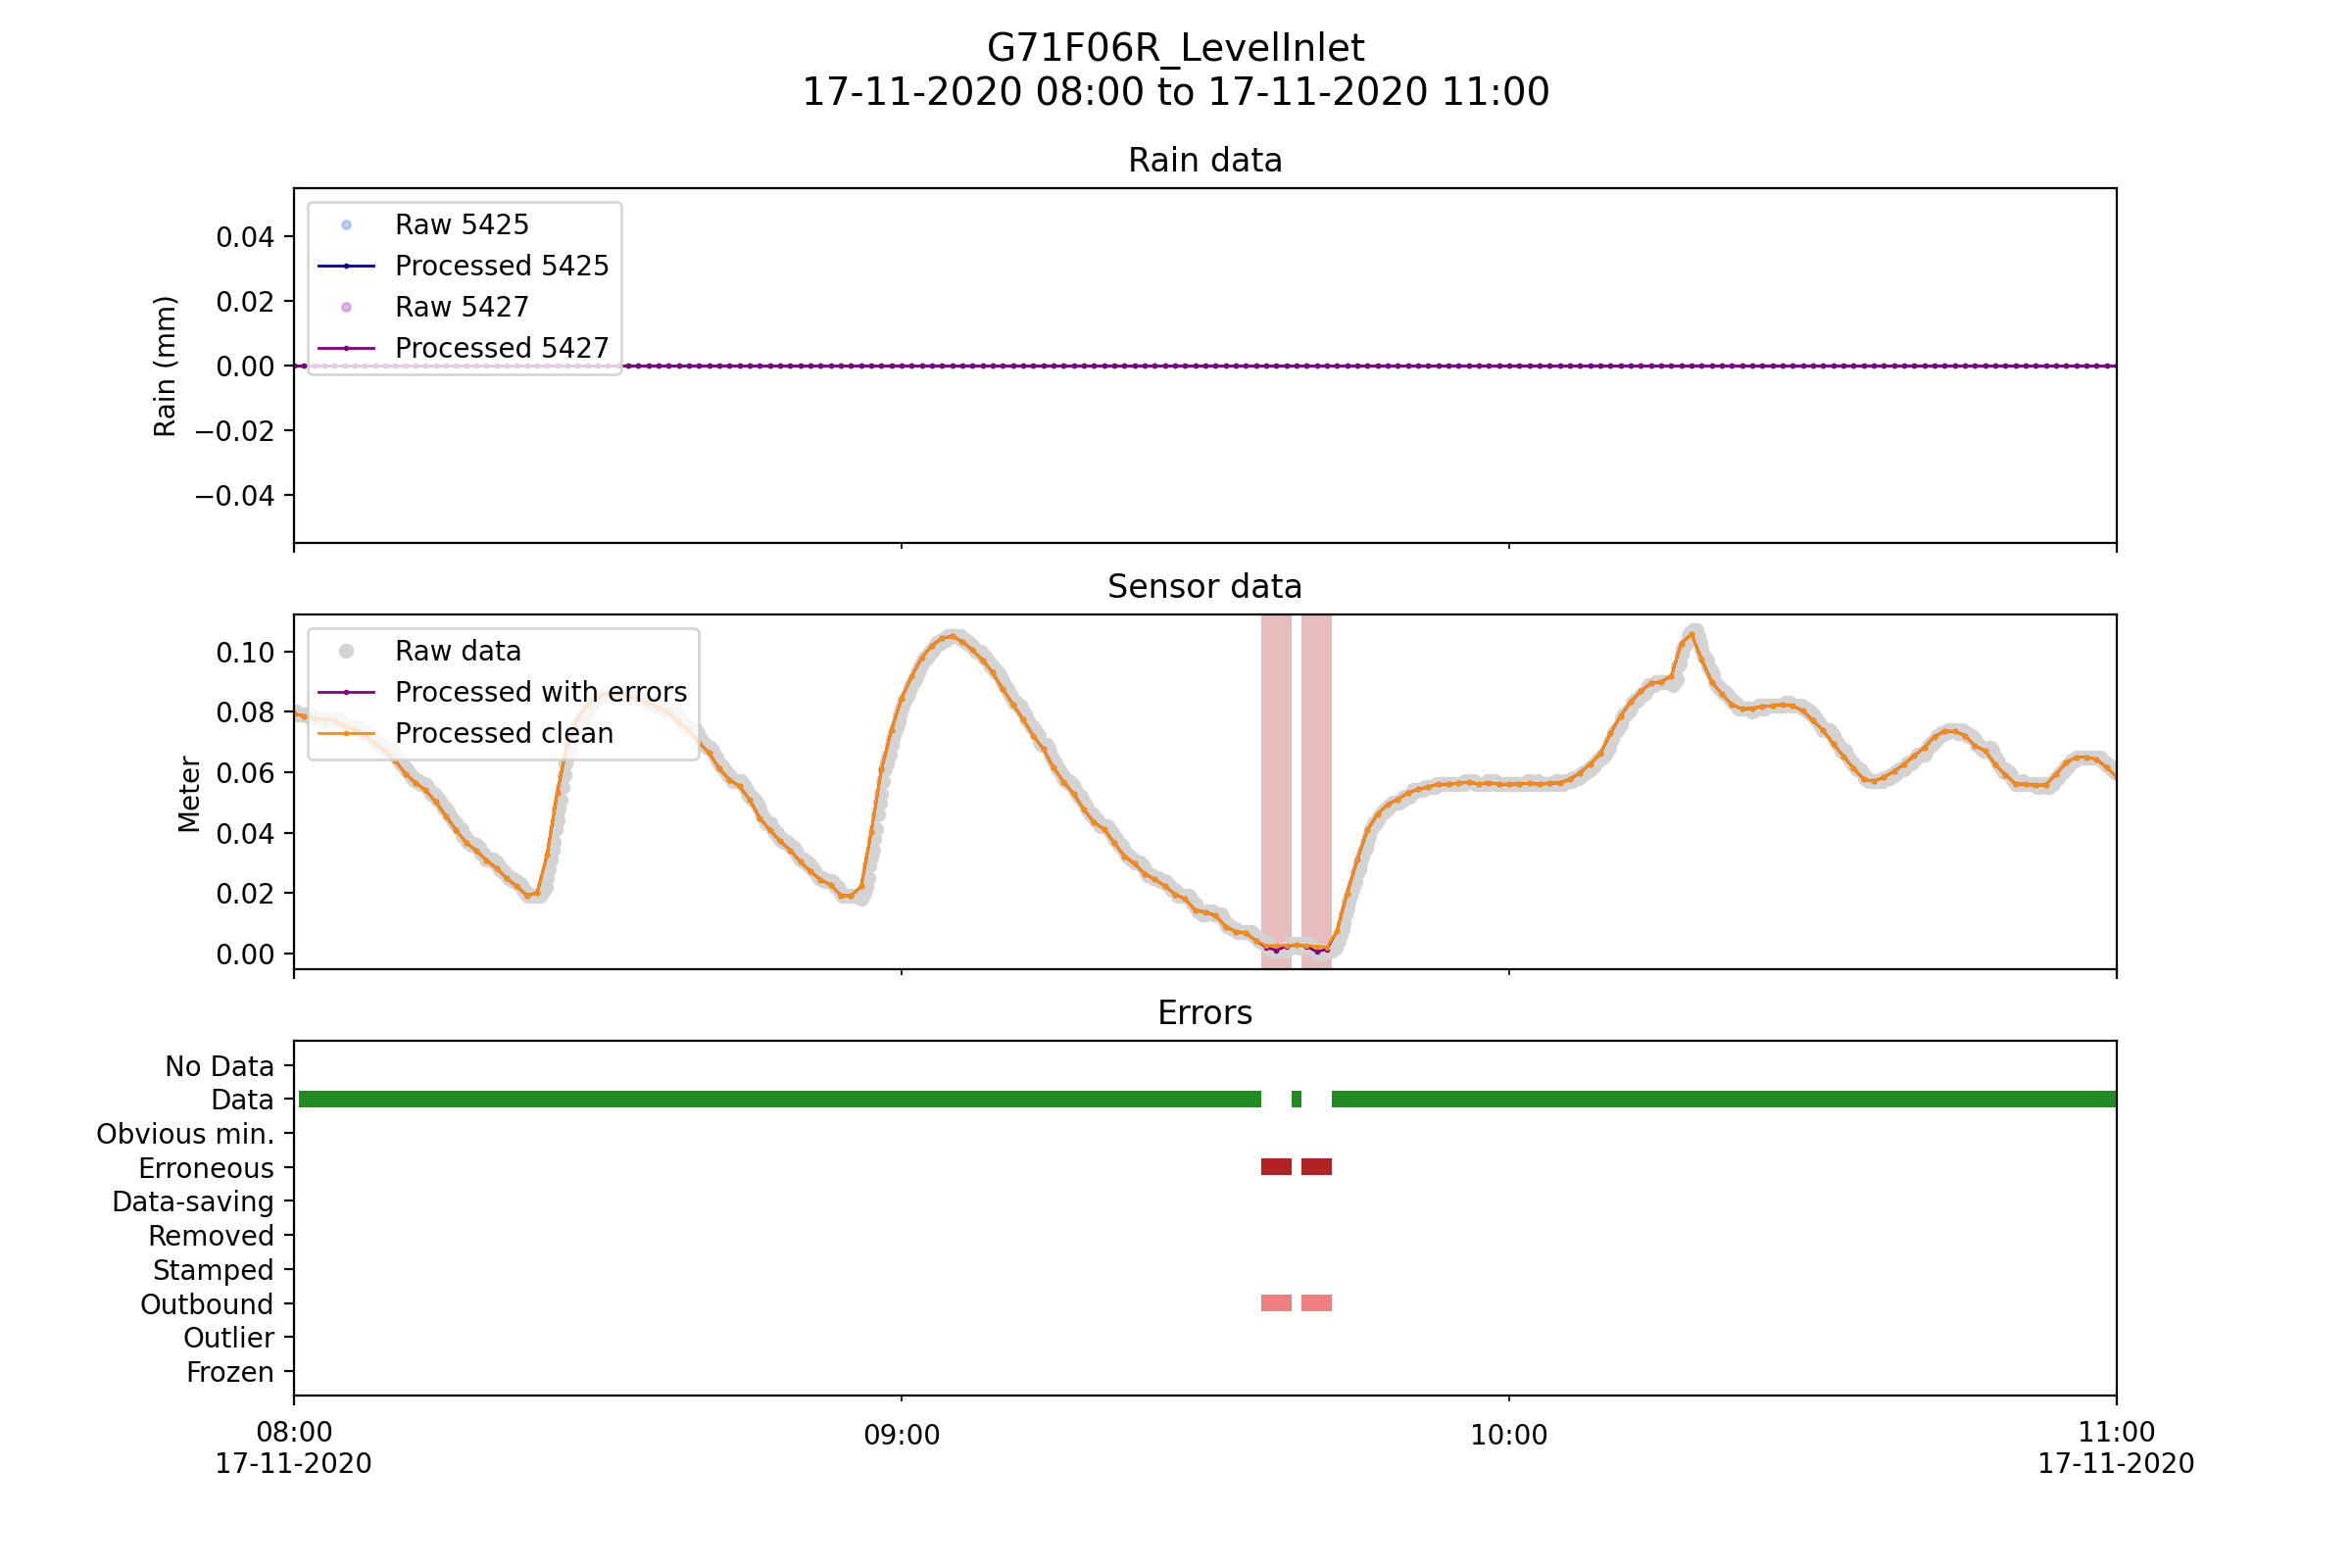 G71F06R_LevelInlet
17-11-2020 08:00 to 17-11-2020 11:00
Rain data
Rain (mm)
0.04
0.02
0.00
−0.02
−0.04
Raw 5425
Processed 5425
Raw 5427
Processed 5427
Sensor data
Meter
0.10
0.08
0.06
0.04
0.02
0.00
Raw data
Processed with errors
Processed clean
Errors
No Data
Data
Obvious min.
Erroneous
Data-saving
Removed
Stamped
Outbound
Outlier
Frozen
08:00
17-11-2020
09:00
10:00
11:00
17-11-2020